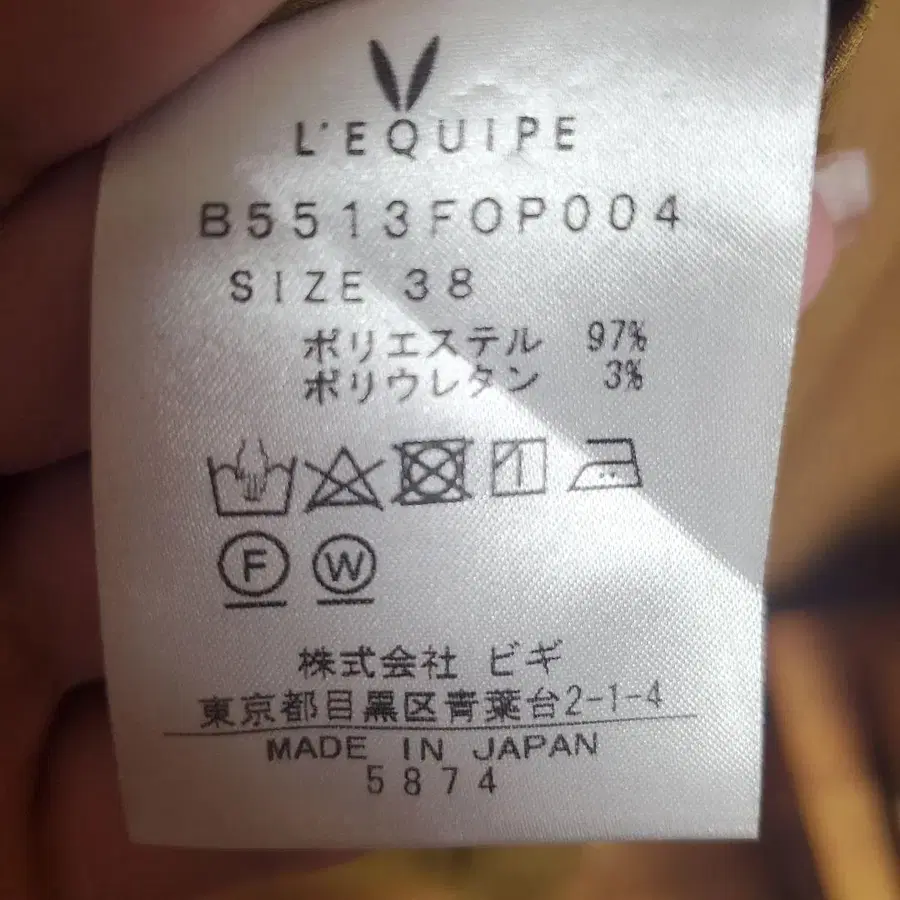 L'EQUIPE
B5513FOP004
SIZE 38
ポリエステル 97%
ポリウレタン 3%
F W
株式会社 ビギ
東京都目黒区青葉台2-1-4
MADE IN JAPAN
5874